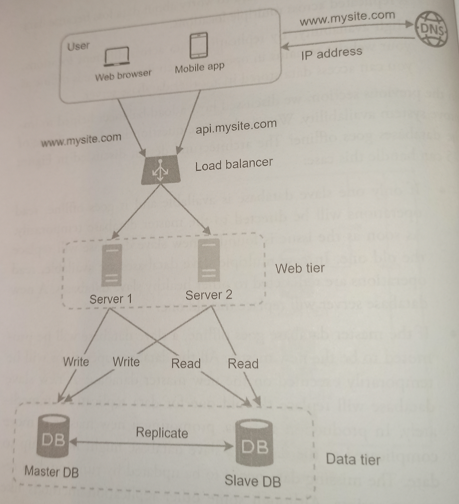 www.mysite.com
DNS
IP address
User
Web browser
Mobile app
www.mysite.com
api.mysite.com
Load balancer
Server 1
Server 2
Web tier
Write
Write
Read
Read
DB
Replicate
DB
Master DB
Slave DB
Data tier